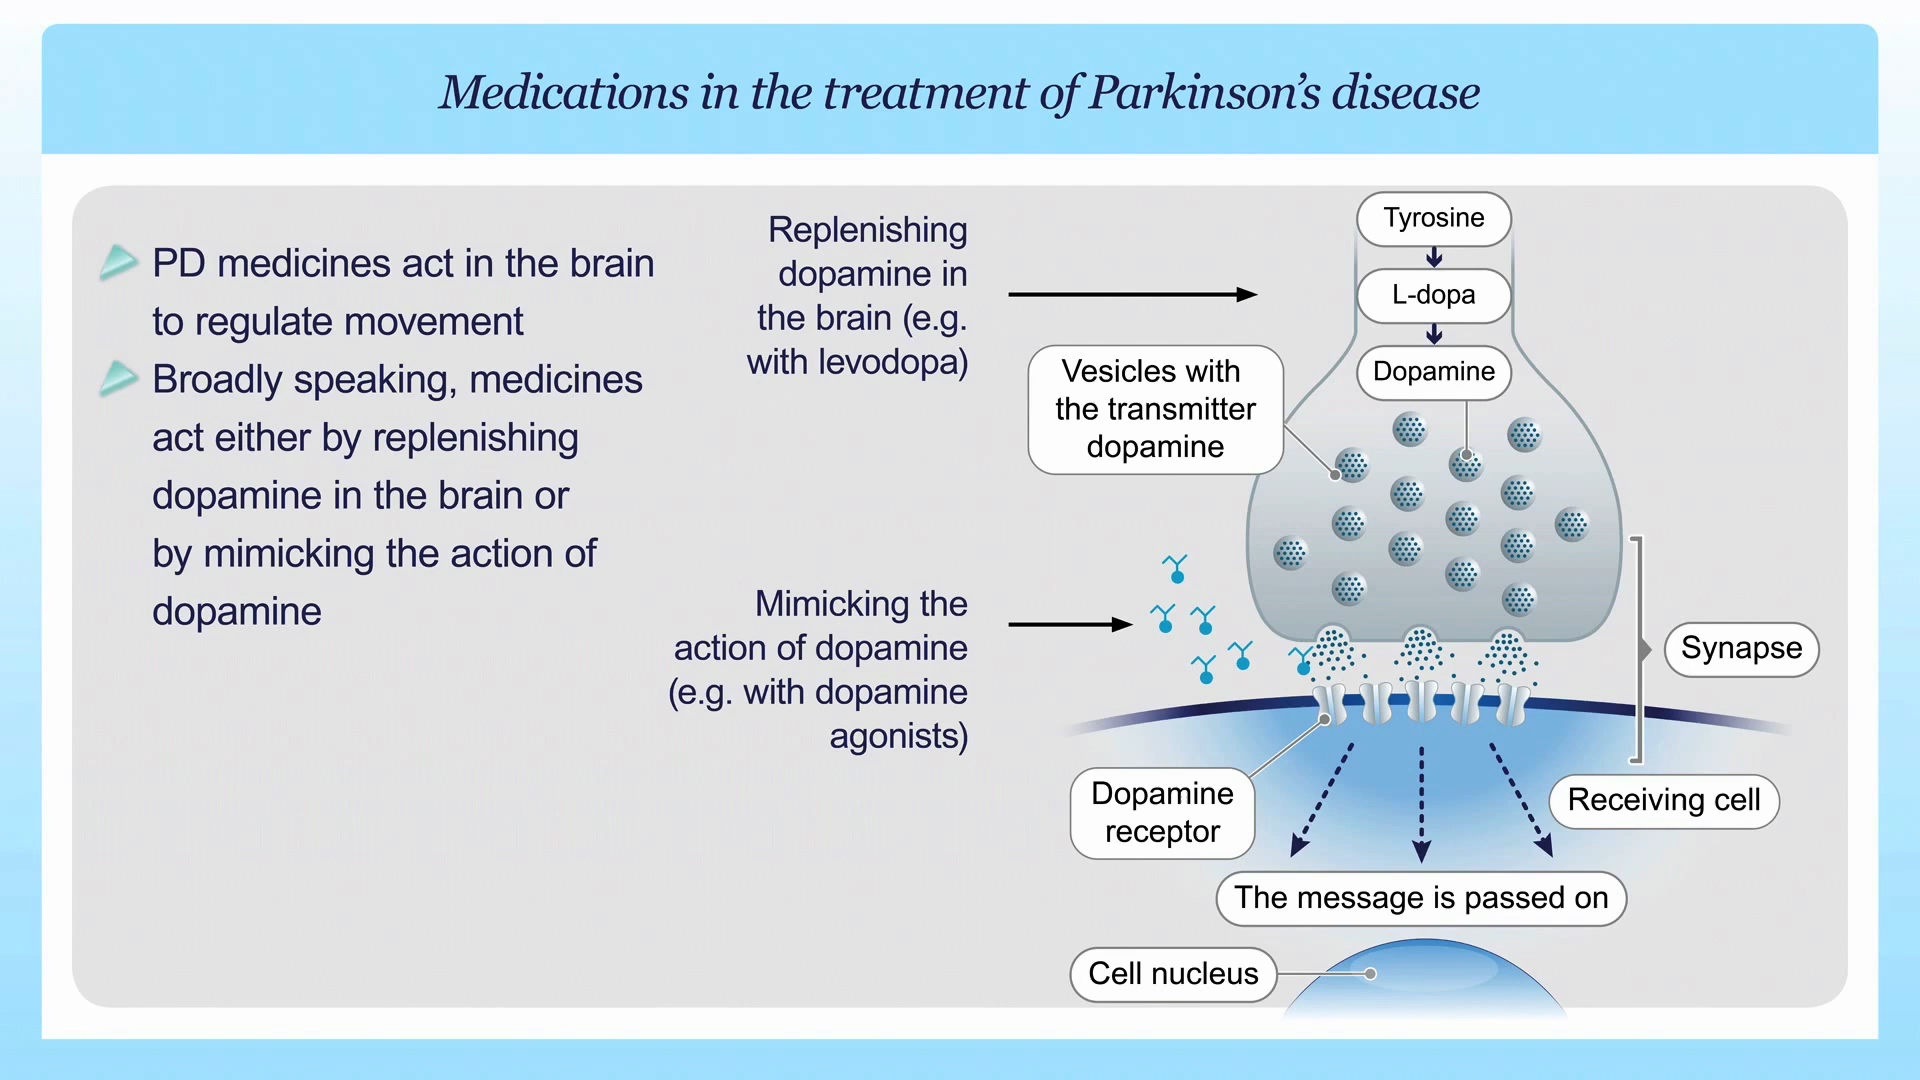 Medications in the treatment of Parkinson's disease
PD medicines act in the brain
to regulate movement
Broadly speaking, medicines
act either by replenishing
dopamine in the brain or
by mimicking the action of
dopamine
Replenishing
dopamine in
the brain (e.g.
with levodopa)
Mimicking the
action of dopamine
(e.g. with dopamine
agonists)
Tyrosine
L-dopa
Dopamine
Vesicles with
the transmitter
dopamine
Synapse
Dopamine
receptor
Receiving cell
The message is passed on
Cell nucleus